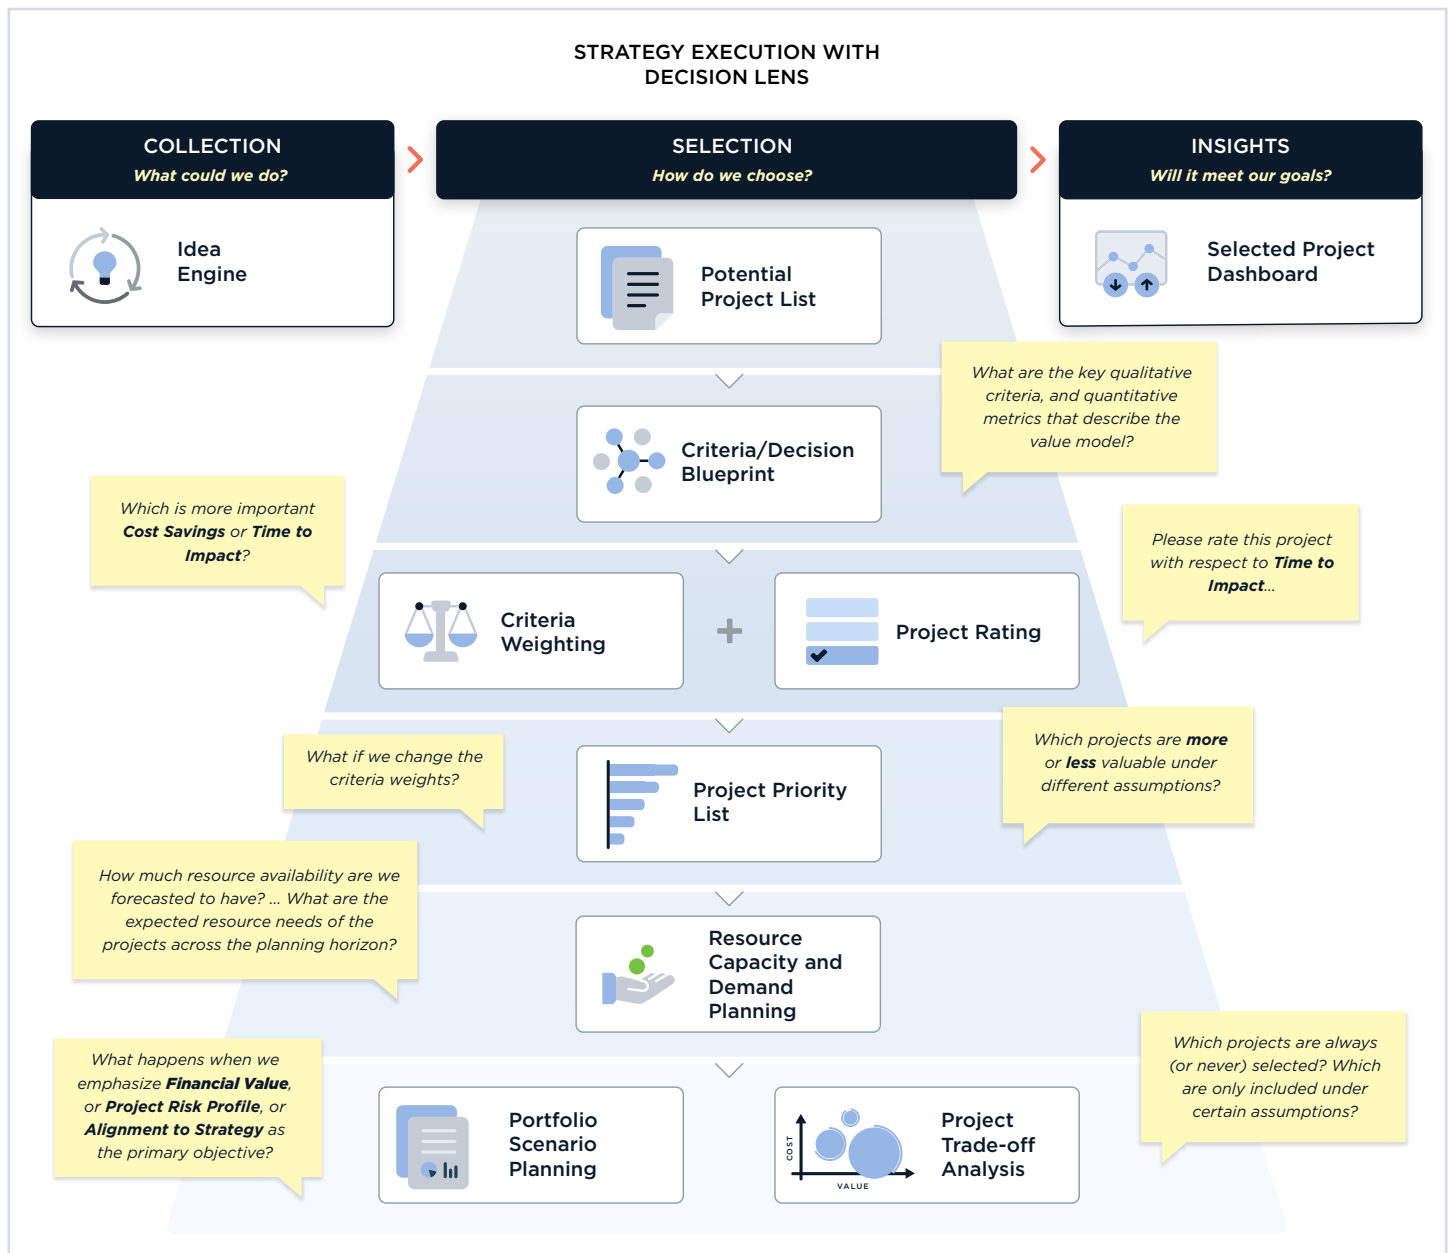 STRATEGY EXECUTION WITH
DECISION LENS
COLLECTION
What could we do?
SELECTION
How do we choose?
INSIGHTS
Will it meet our goals?
Idea
Engine
Potential
Project List
Selected Project
Dashboard
What are the key qualitative
criteria, and quantitative
metrics that describe the
value model?
Criteria/Decision
Blueprint
Which is more important
Cost Savings or Time to
Impact?
Please rate this project
with respect to Time to
Impact...
Criteria
Weighting
Project Rating
What if we change the
criteria weights?
Which projects are more
or less valuable under
different assumptions?
Project Priority
List
How much resource availability are we
forecasted to have? ... What are the
expected resource needs of the
projects across the planning horizon?
Resource
Capacity and
Demand
Planning
What happens when we
emphasize Financial Value,
or Project Risk Profile, or
Alignment to Strategy as
the primary objective?
Which projects are always
(or never) selected? Which
are only included under
certain assumptions?
Portfolio
Scenario
Planning
COST
VALUE
Project
Trade-off
Analysis